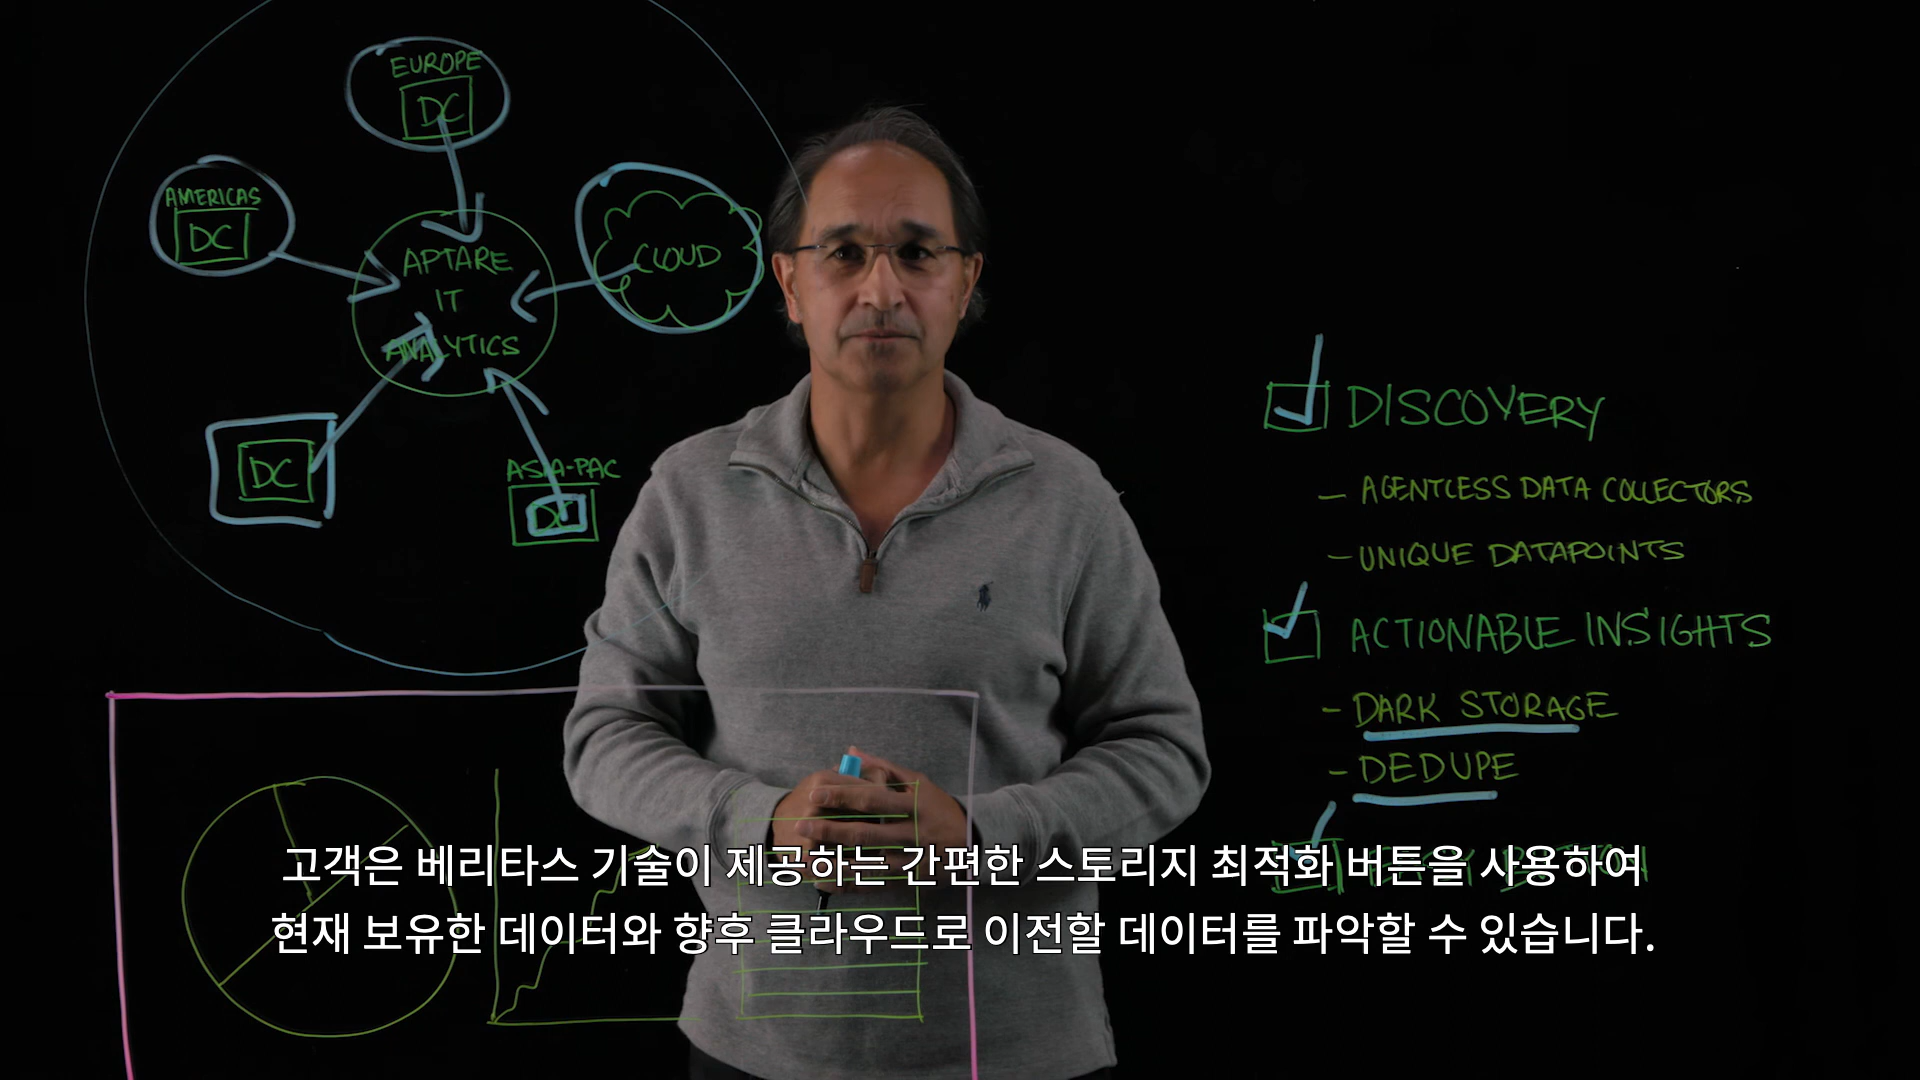 EUROPE
DC
AMERICAS
DC
CLOUD
APTARE
IT
ANALYTICS
DC
ASIA-PAC
DC
DISCOVERY
- AGENTLESS DATA COLLECTORS
- UNIQUE DATAPOINTS
ACTIONABLE INSIGHTS
- DARK STORAGE
- DEDUPE
고객은 베리타스 기술이 제공하는 간편한 스토리지 최적화 버튼을 사용하여
현재 보유한 데이터와 향후 클라우드로 이전할 데이터를 파악할 수 있습니다.